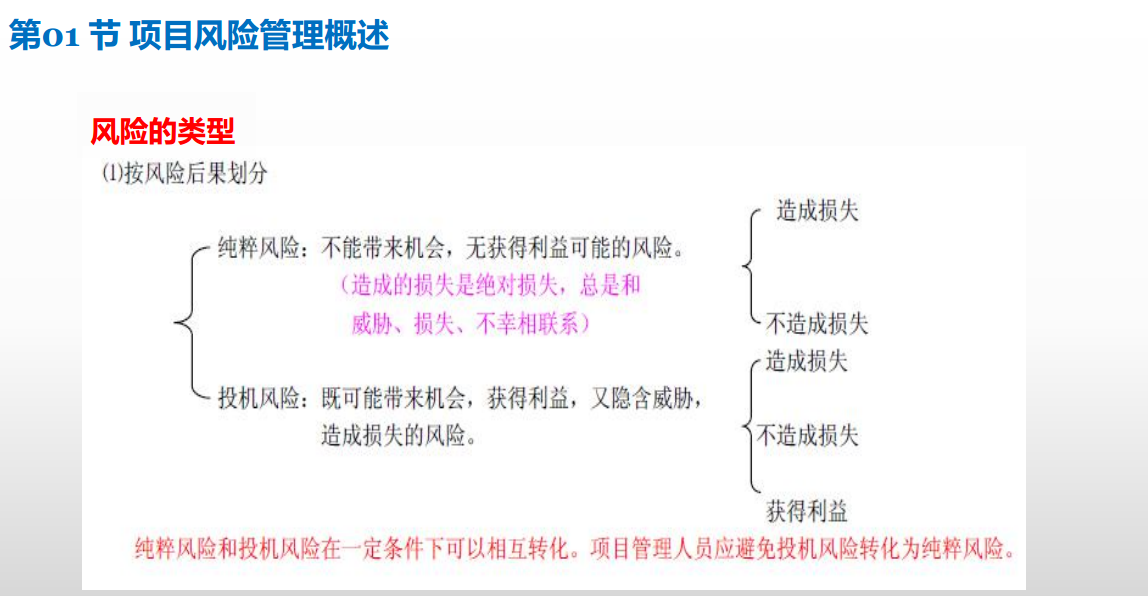 第01 节 项目风险管理概述
风险的类型
⑴按风险后果划分
纯粹风险：不能带来机会，无获得利益可能的风险。
（造成的损失是绝对损失，总是和
威胁、损失、不幸相联系）
造成损失
不造成损失
投机风险：既可能带来机会，获得利益，又隐含威胁，
造成损失的风险。
造成损失
不造成损失
获得利益
纯粹风险和投机风险在一定条件下可以相互转化。项目管理人员应避免投机风险转化为纯粹风险。